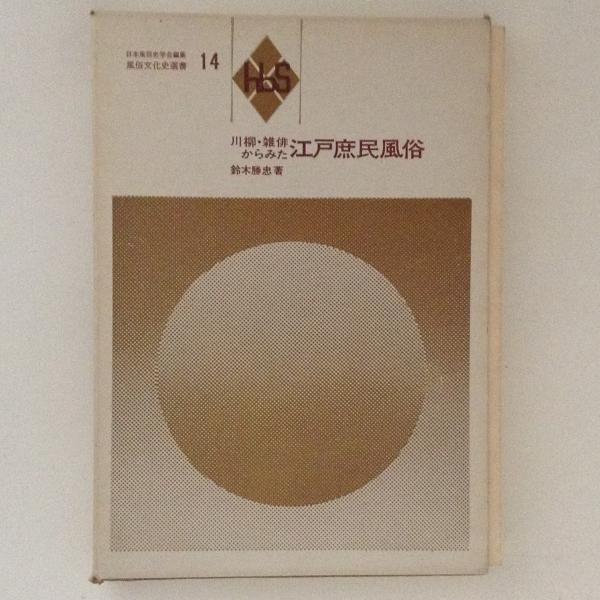 日本風俗史学会編集
風俗文化史選書
14
HbS
川柳・雑俳
からみた
江戸庶民風俗
鈴木勝忠著